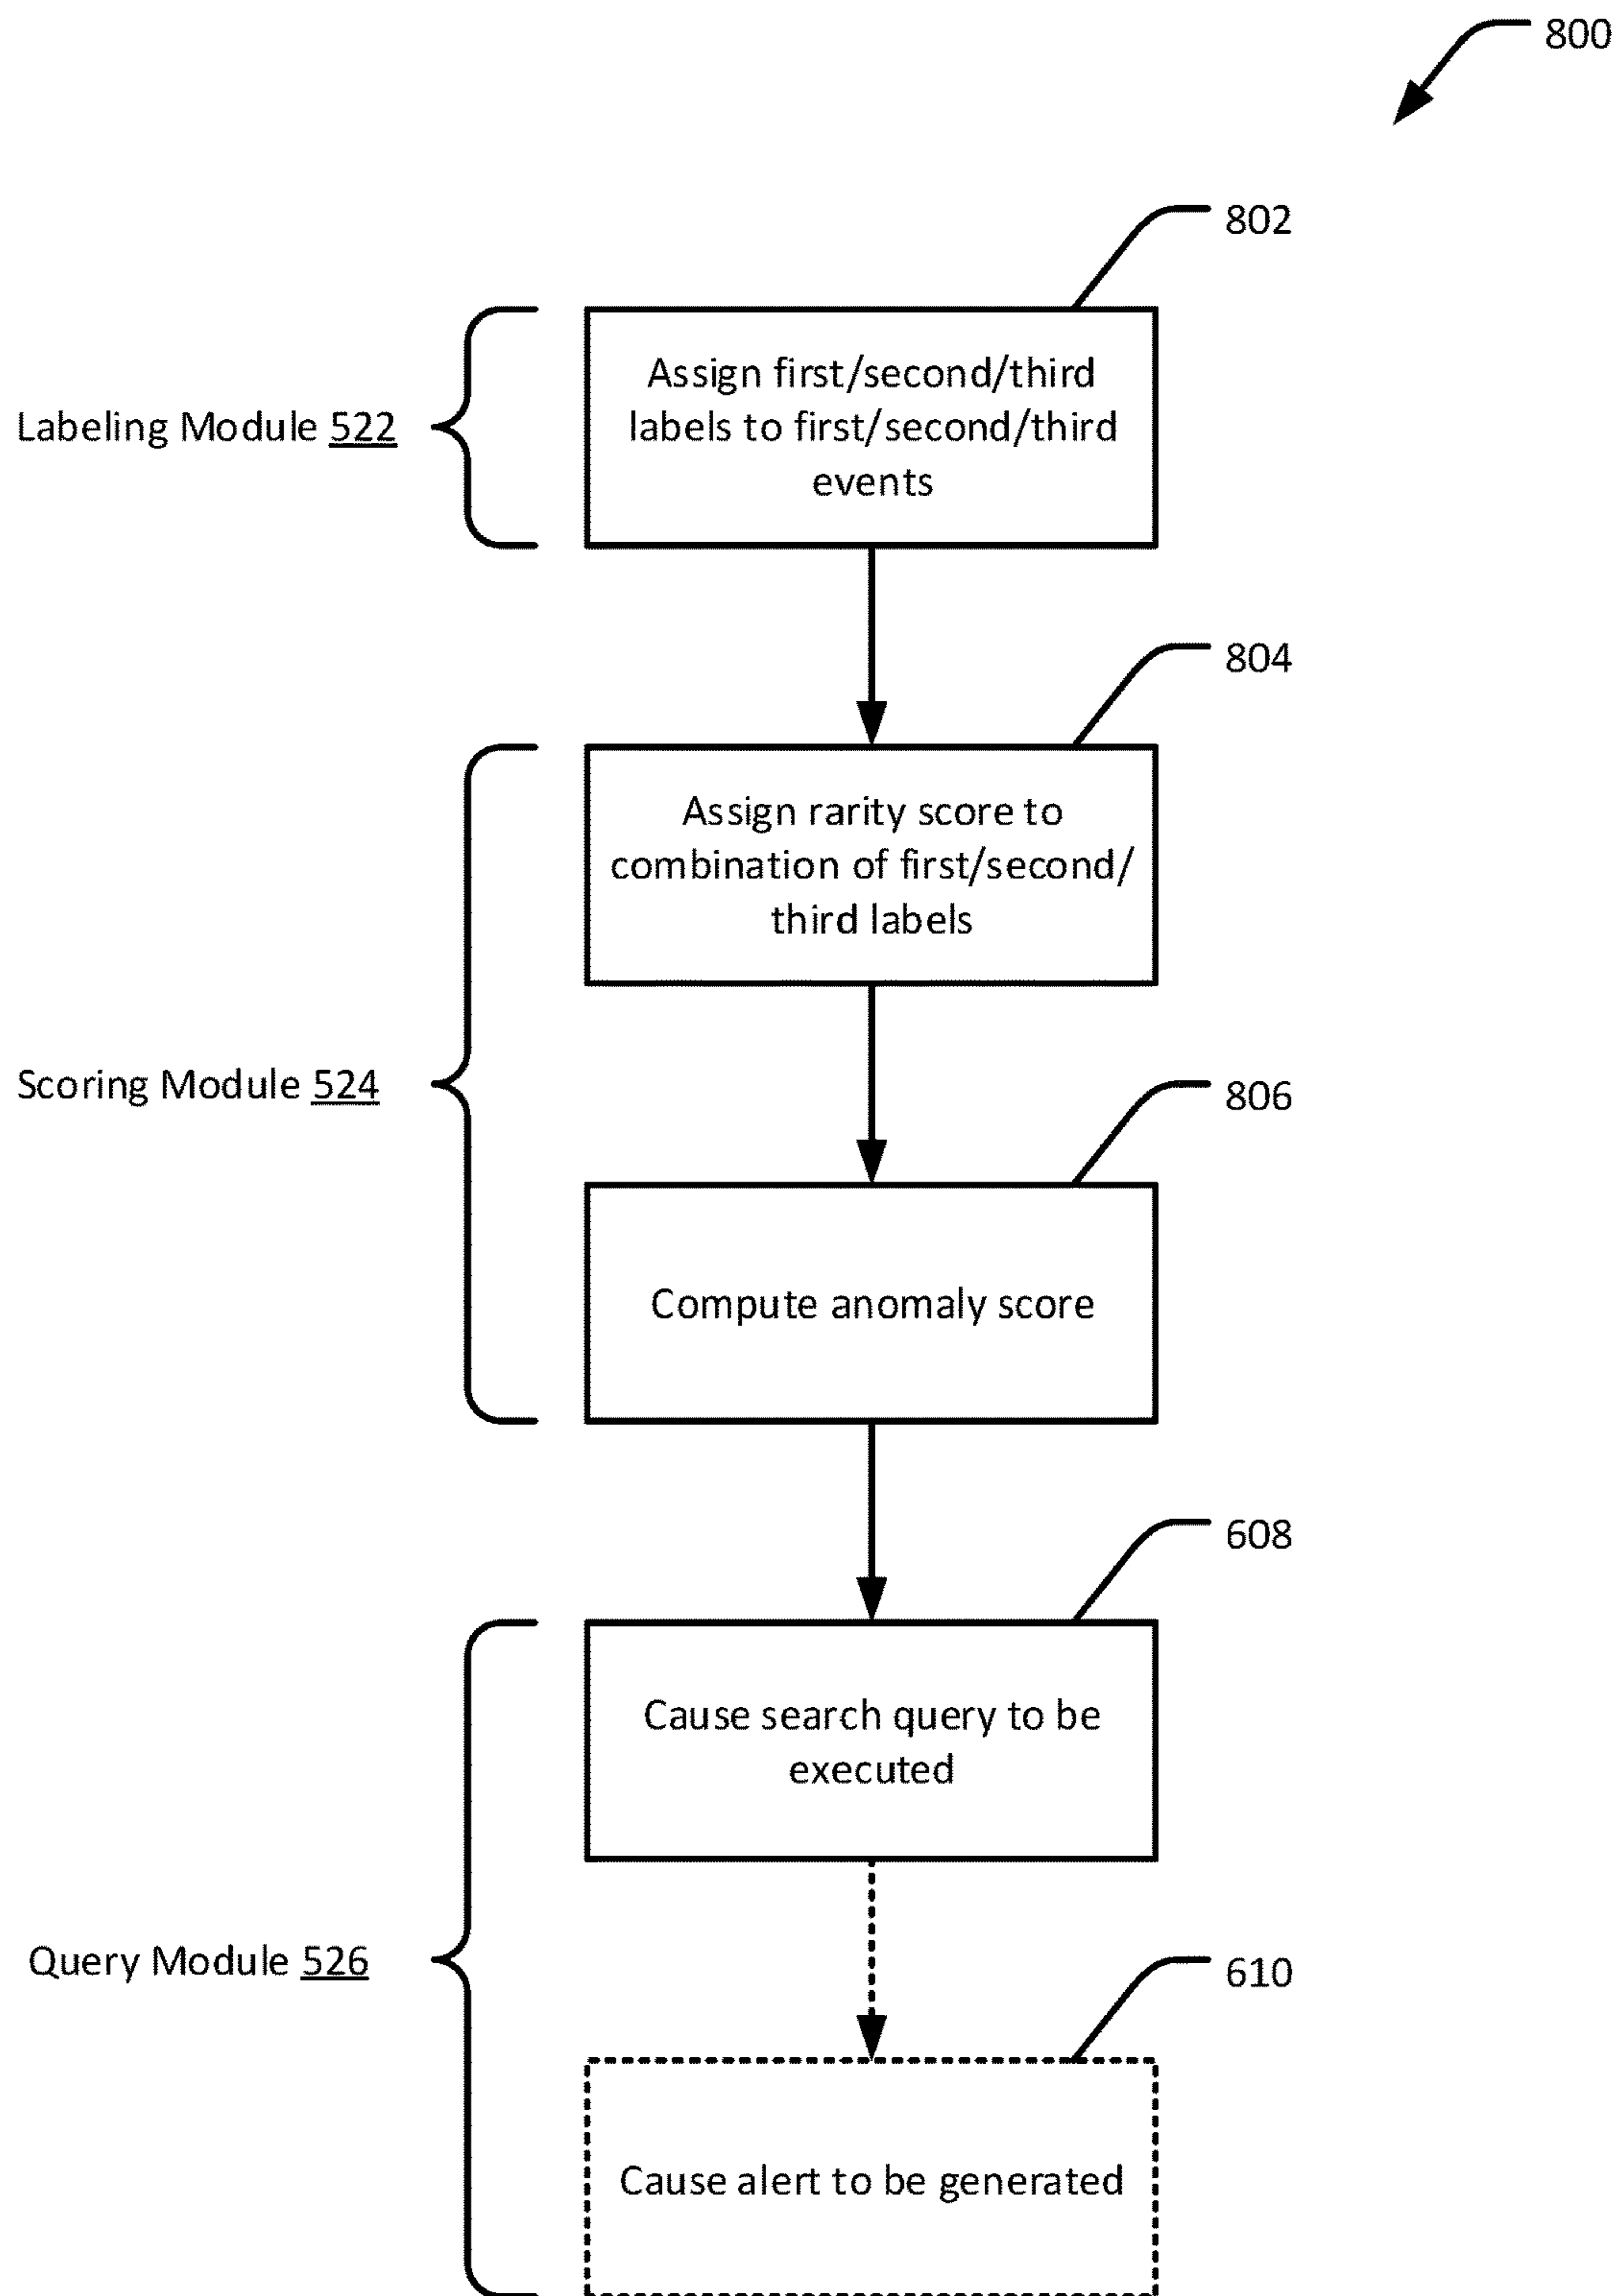 800
802
Assign first/second/third
labels to first/second/third
events
Labeling Module 522
804
Assign rarity score to
combination of first/second/
third labels
Scoring Module 524
806
Compute anomaly score
608
Cause search query to be
executed
Query Module 526
610
Cause alert to be generated